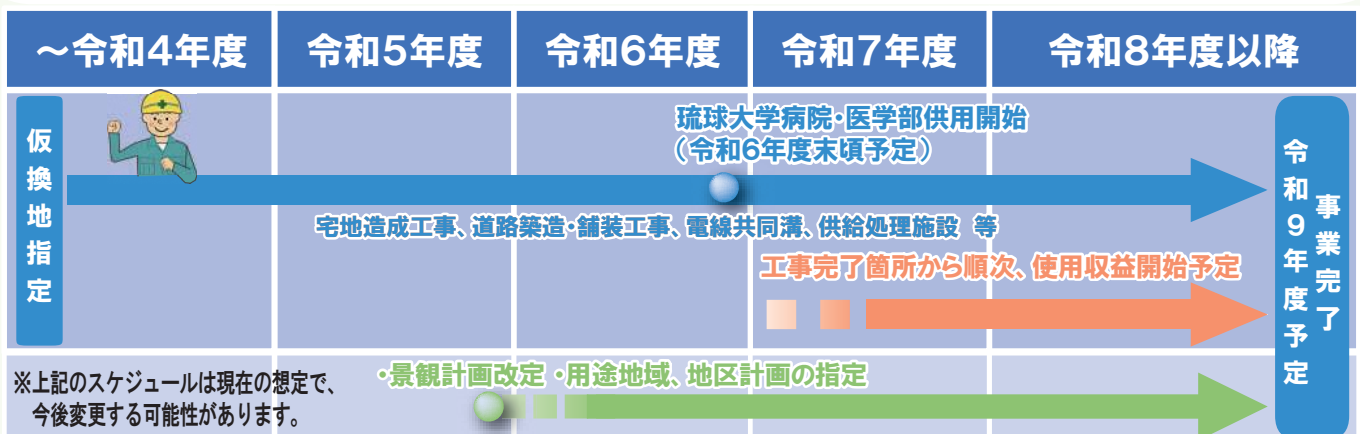 ～令和4年度
令和5年度
令和6年度
令和7年度
令和8年度以降
仮換地指定
琉球大学病院・医学部供用開始
（令和6年度末頃予定）
宅地造成工事、道路築造・舗装工事、電線共同溝、供給処理施設 等
工事完了箇所から順次、使用収益開始予定
事業完了
令和9年度予定
※上記のスケジュールは現在の想定で、
今後変更する可能性があります。
・景観計画改定 ・用途地域、地区計画の指定